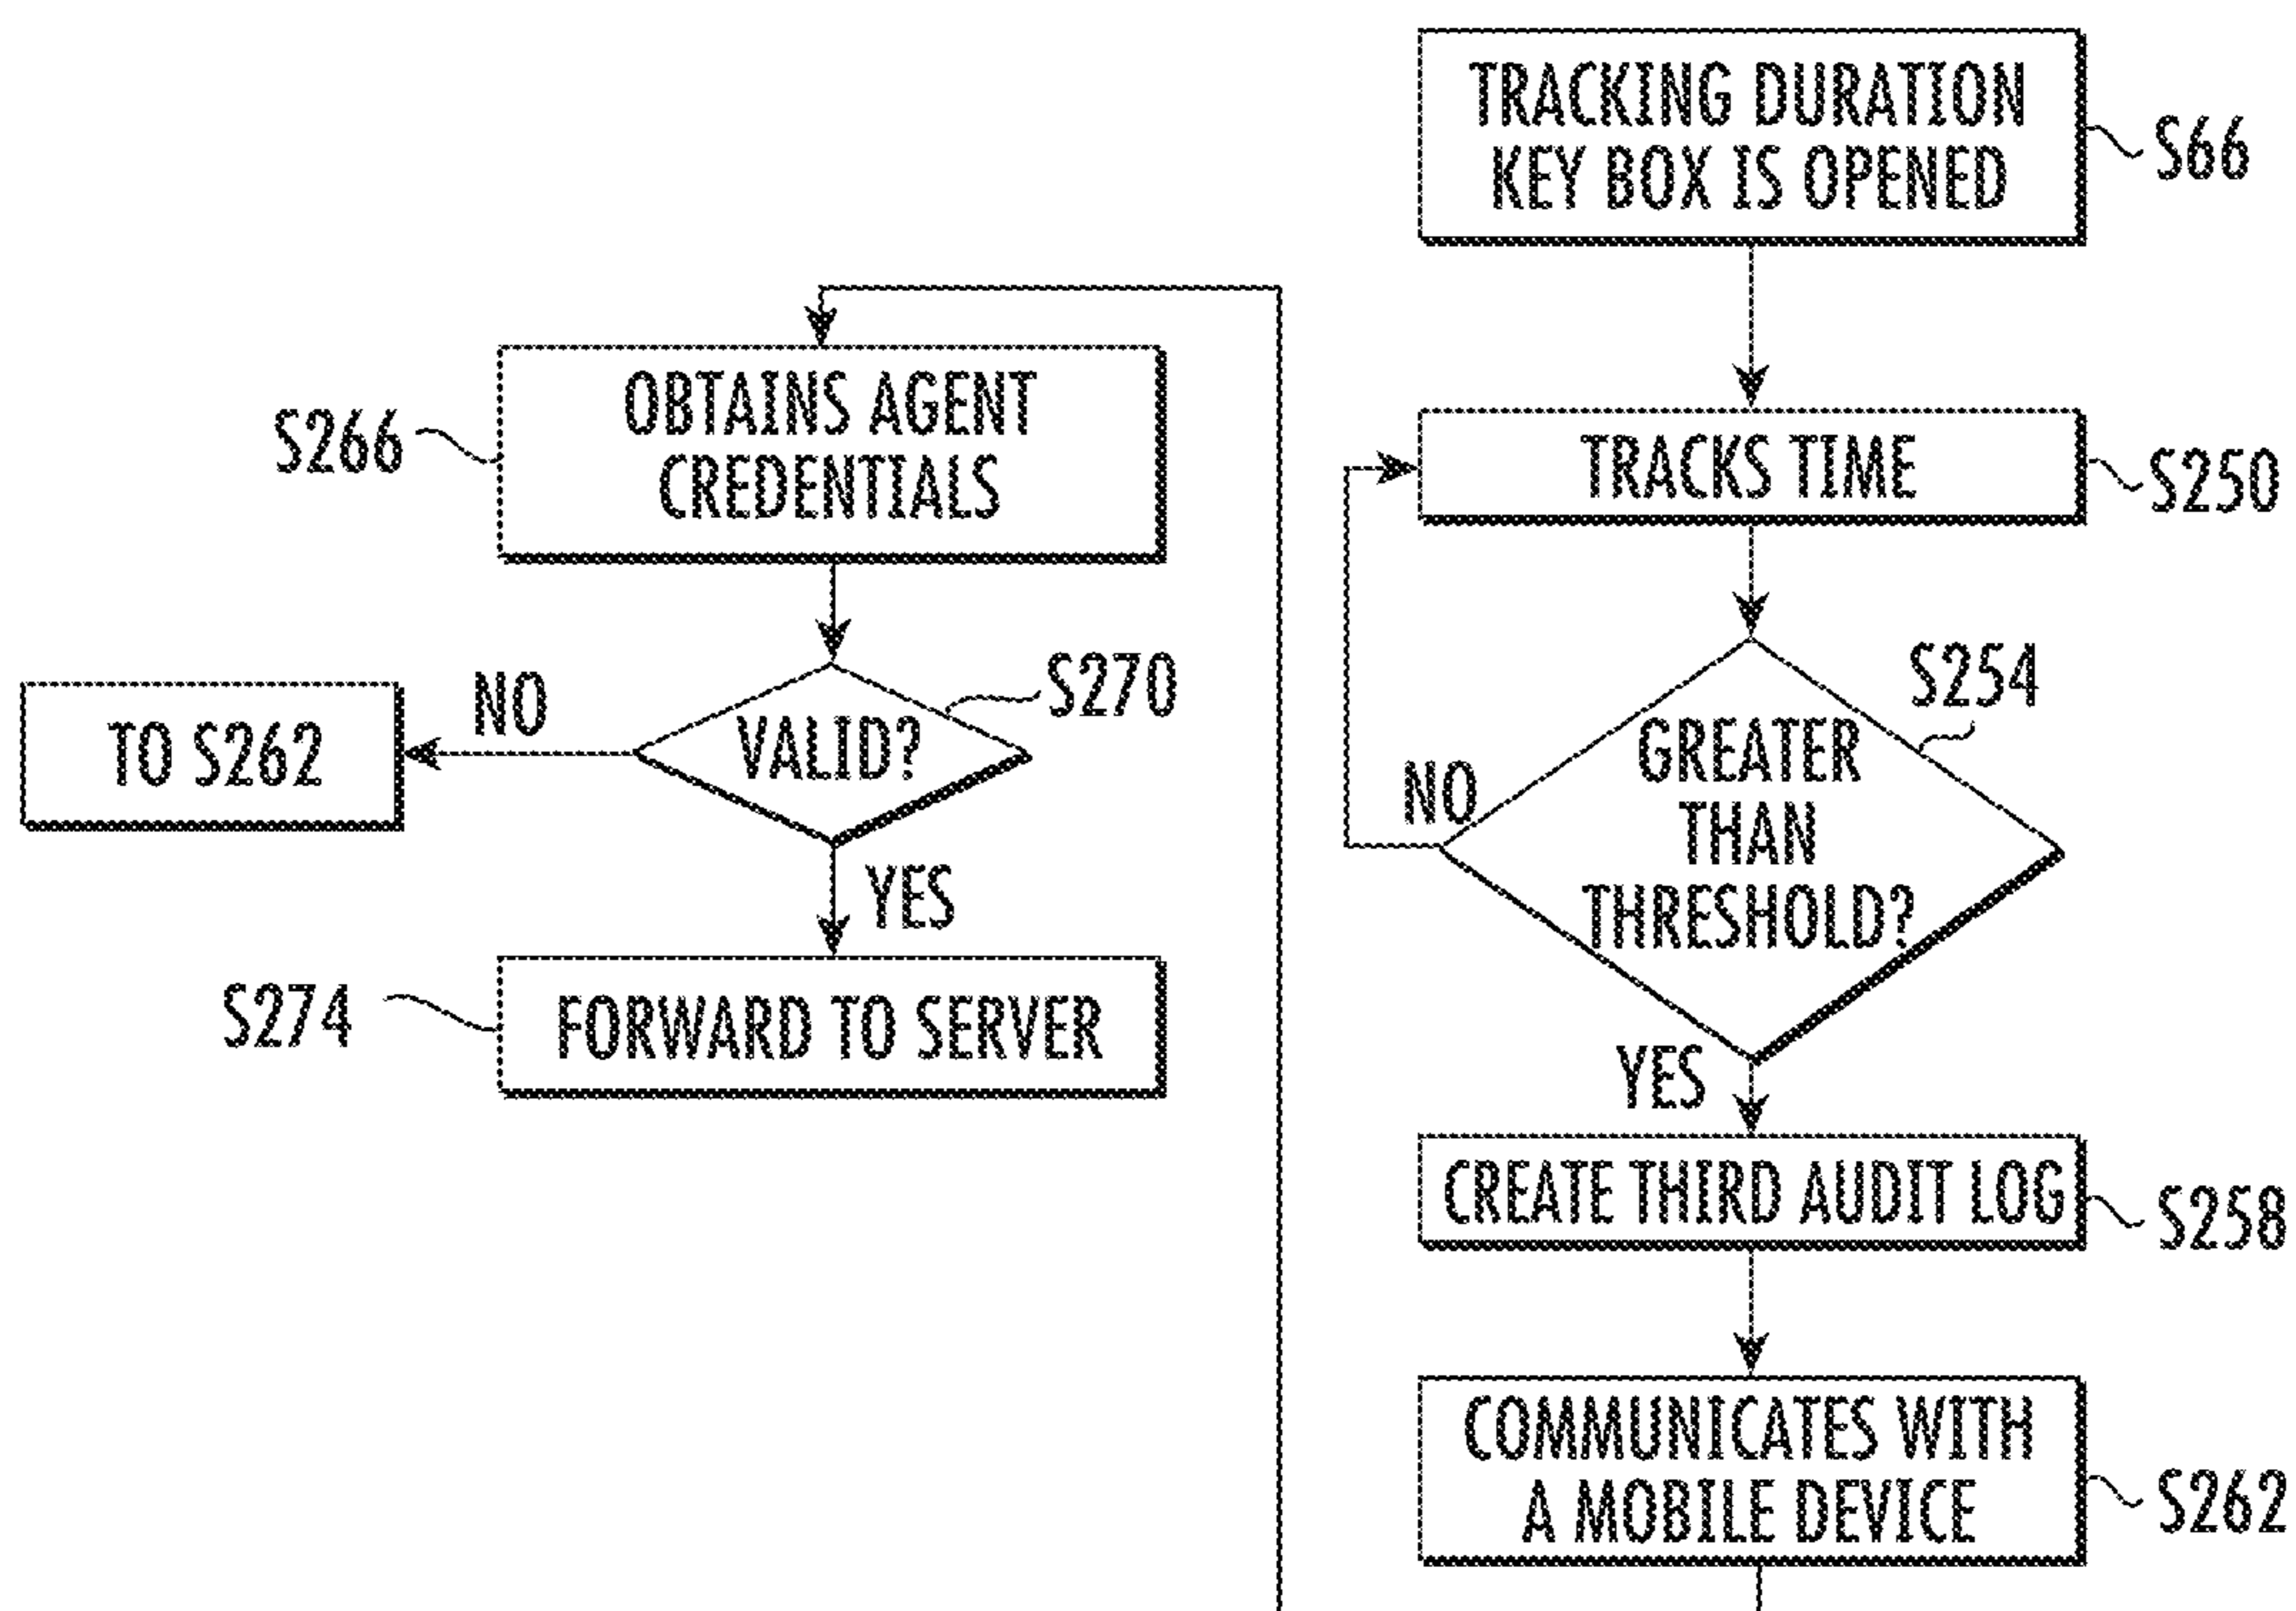 TRACKING DURATION
KEY BOX IS OPENED
S66
TRACKS TIME
S250
S254
GREATER
THAN
THRESHOLD?
NO
YES
CREATE THIRD AUDIT LOG
S258
COMMUNICATES WITH
A MOBILE DEVICE
S262
OBTAINS AGENT
CREDENTIALS
S266
S270
VALID?
NO
TO S262
YES
FORWARD TO SERVER
S274